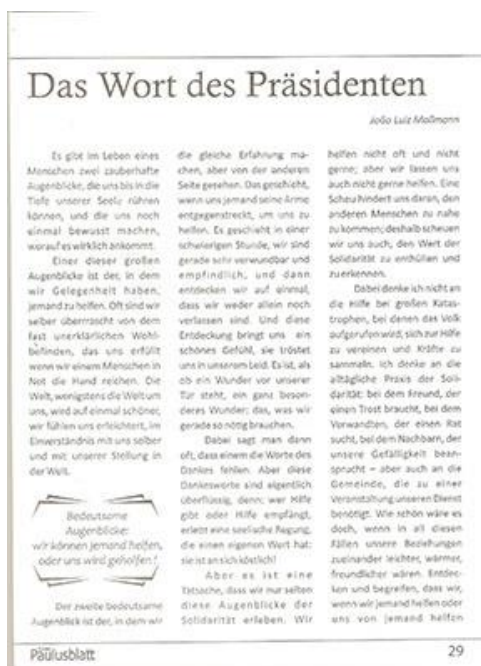 Das Wort des Präsidenten
João Luiz Mallmann
Es gibt im Leben eines
Menschen zwei zauberhafte
Augenblicke, die uns bis in die
Tiefe unserer Seele rühren
können, und die uns noch
einmal bewusst machen,
worauf es wirklich ankommt.
Einer dieser großen
Augenblicke ist der, in dem
wir Gelegenheit haben,
jemand zu helfen. Oft sind wir
selber überrascht von dem
fast unerklärlichen Wohl-
befinden, das uns erfüllt
wenn wir einem Menschen in
Not die Hand reichen. Die
Welt, wenigstens die Welt um
uns, wird auf einmal schöner,
wir fühlen uns erleichtert, im
Einverständnis mit uns selber
und mit unserer Stellung in
der Welt.
Bedeutsame
Augenblicke:
wir können jemand helfen,
oder uns wird geholfen!
Der zweite bedeutsame
Augenblick ist der, in dem wir
die gleiche Erfahrung ma-
chen, aber von der anderen
Seite gesehen. Das geschieht,
wenn uns jemand seine Arme
entgegenstreckt, um uns zu
helfen. Es geschieht in einer
schwierigen Stunde, wir sind
gerade sehr verwundbar und
empfindlich, und dann
entdecken wir auf einmal,
dass wir weder allein noch
verlassen sind. Und diese
Entdeckung bringt uns ein
schönes Gefühl, sie tröstet
uns in unserem Leid. Es ist, als
ob ein Wunder vor unserer
Tür steht, ein ganz beson-
deres Wunder: das, was wir
gerade so nötig brauchen.
Dabei sagt man dann
oft, dass einem die Worte des
Dankes fehlen. Aber diese
Dankesworte sind eigentlich
überflüssig, denn: wer Hilfe
gibt oder Hilfe empfängt,
erlebt eine seelische Regung,
die einen eigenen Wert hat:
sie ist an sich köstlich!
Aber es ist eine
Tatsache, dass wir nur selten
diese Augenblicke der
Solidarität erleben. Wir
helfen nicht oft und nicht
gerne; aber wir lassen uns
auch nicht gerne helfen. Eine
Scheu hindert uns daran, den
anderen Menschen zu nahe
zu kommen; deshalb scheuen
wir uns auch, den Wert der
Solidarität zu enthüllen und
zu erkennen.
Dabei denke ich nicht an
die Hilfe bei großen Katas-
trophen, bei denen das Volk
aufgerufen wird, sich zur Hilfe
zu vereinen und Kräfte zu
sammeln. Ich denke an die
alltägliche Praxis der Soli-
darität: bei dem Freund, der
einen Trost braucht, bei dem
Verwandten, der einen Rat
sucht, bei dem Nachbarn, der
unsere Gefälligkeit bean-
sprucht – aber auch an die
Gemeinde, die zu einer
Veranstaltung unseren Dienst
benötigt. Wie schön wäre es
doch, wenn in all diesen
Fällen unsere Beziehungen
zueinander leichter, wärmer,
freundlicher wären. Entdec-
ken und begreifen, dass wir,
wenn wir jemand helfen oder
uns von jemand helfen
Paulusblatt
29